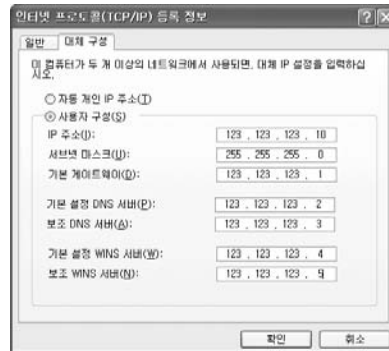 인터넷 프로토콜(TCP/IP) 등록 정보
일반 대체 구성
이 컴퓨터가 두 개 이상의 네트워크에서 사용되면, 대체 IP 설정을 입력하십
시오.
자동 개인 IP 주소(T)
사용자 구성(S)
IP 주소(I): 123 . 123 . 123 . 10
서브넷 마스크(U): 255 . 255 . 255 . 0
기본 게이트웨이(D): 123 . 123 . 123 . 1
기본 설정 DNS 서버(P): 123 . 123 . 123 . 2
보조 DNS 서버(A): 123 . 123 . 123 . 3
기본 설정 WINS 서버(W): 123 . 123 . 123 . 4
보조 WINS 서버(N): 123 . 123 . 123 . 5
확인 취소